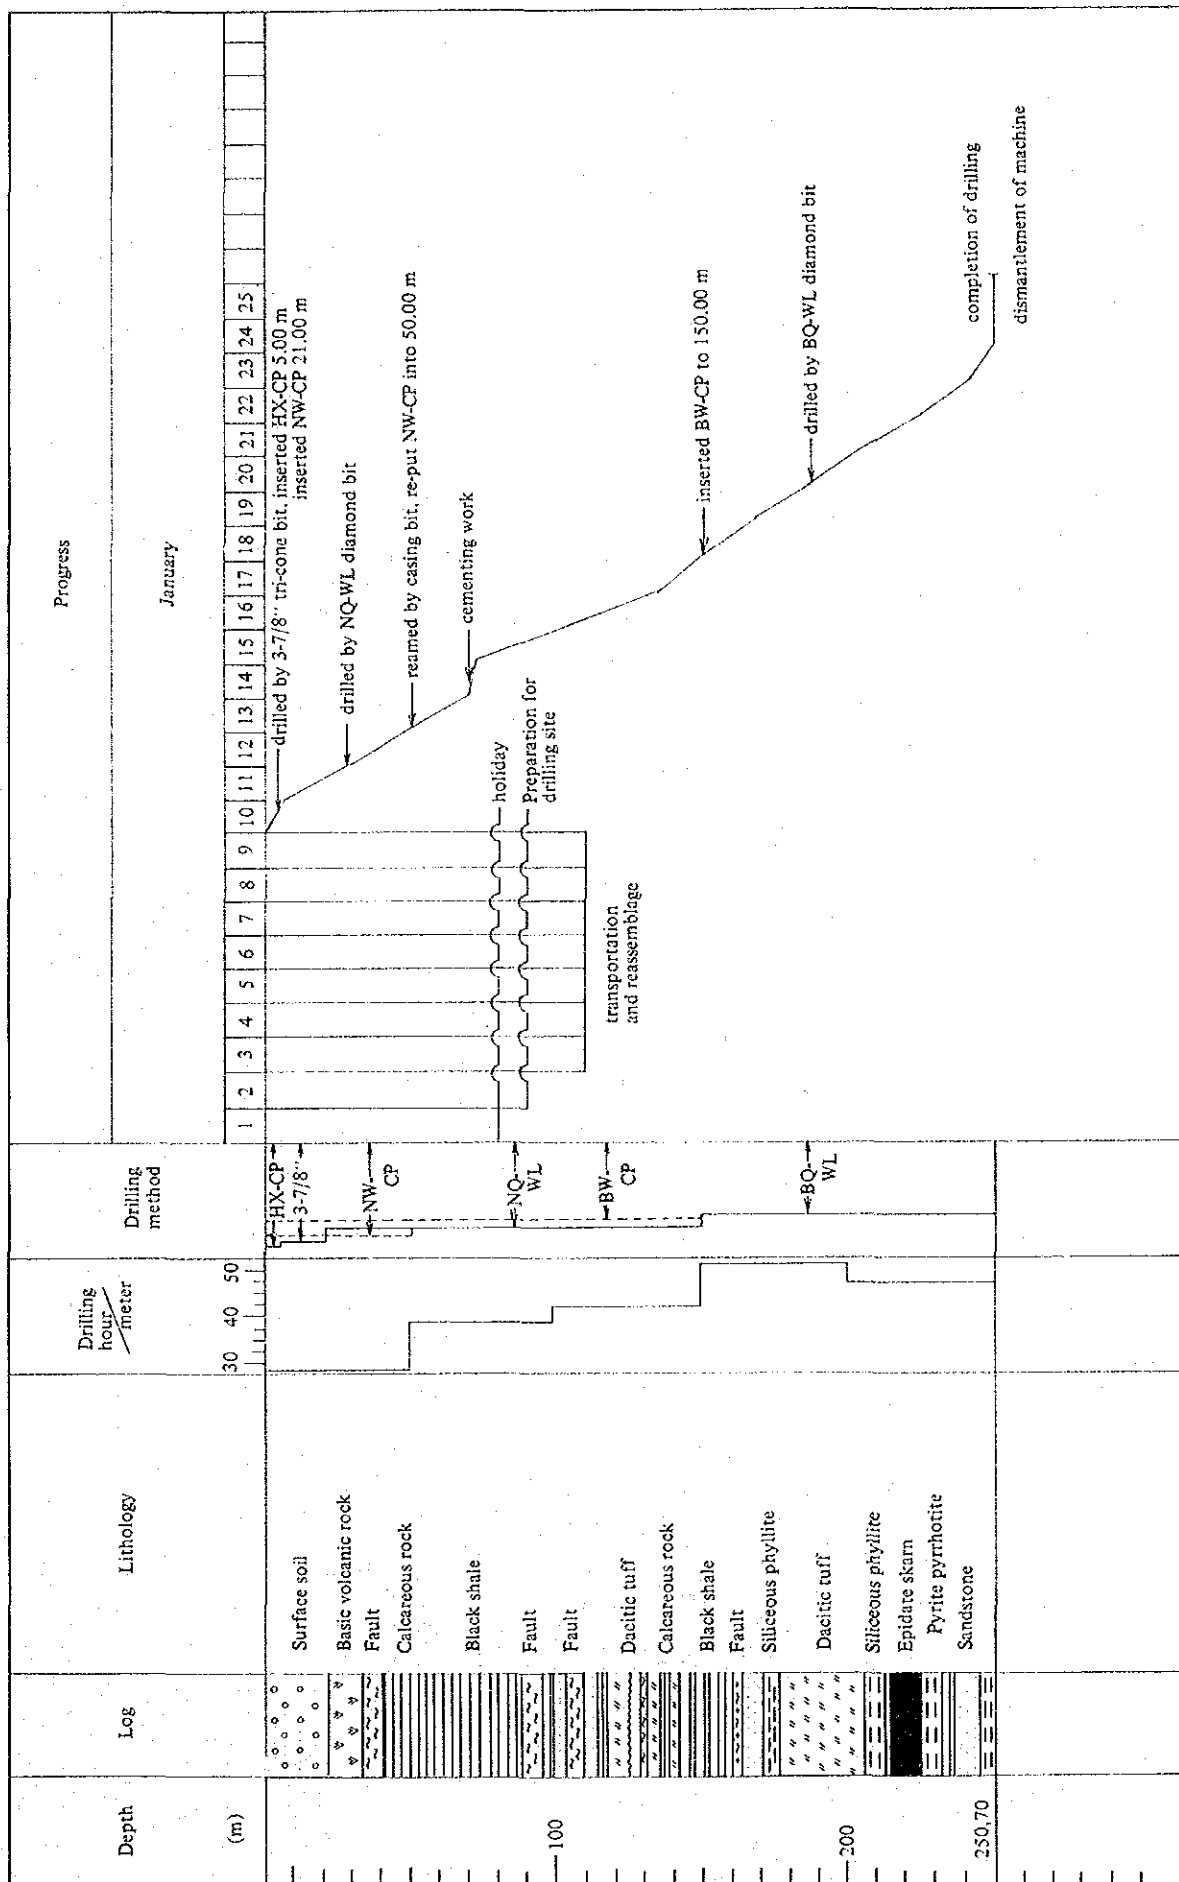 Depth
(m)
Log
Lithology
Drilling
hour/meter
30
40
50
Drilling
method
Progress
January
1 2 3 4 5 6 7 8 9 10 11 12 13 14 15 16 17 18 19 20 21 22 23 24 25
100
200
250,70
Surface soil
Basic volcanic rock
Fault
Calcareous rock
Black shale
Fault
Fault
Dacitic tuff
Calcareous rock
Black shale
Fault
Siliceous phyllite
Dacitic tuff
Siliceous phyllite
Epidate skarn
Pyrite pyrrhotite
Sandstone
HX-CP
3-7/8''
NW-
CP
NQ-
WL
BW-
CP
BQ-
WL
drilled by 3-7/8'' tri-cone bit, inserted HX-CP 5.00 m
inserted NW-CP 21.00 m
drilled by NQ-WL diamond bit
reamed by casing bit, re-put NW-CP into 50.00 m
cementing work
holiday
Preparation for
drilling site
transportation
and reassemblage
inserted BW-CP to 150.00 m
drilled by BQ-WL diamond bit
completion of drilling
dismantlement of machine